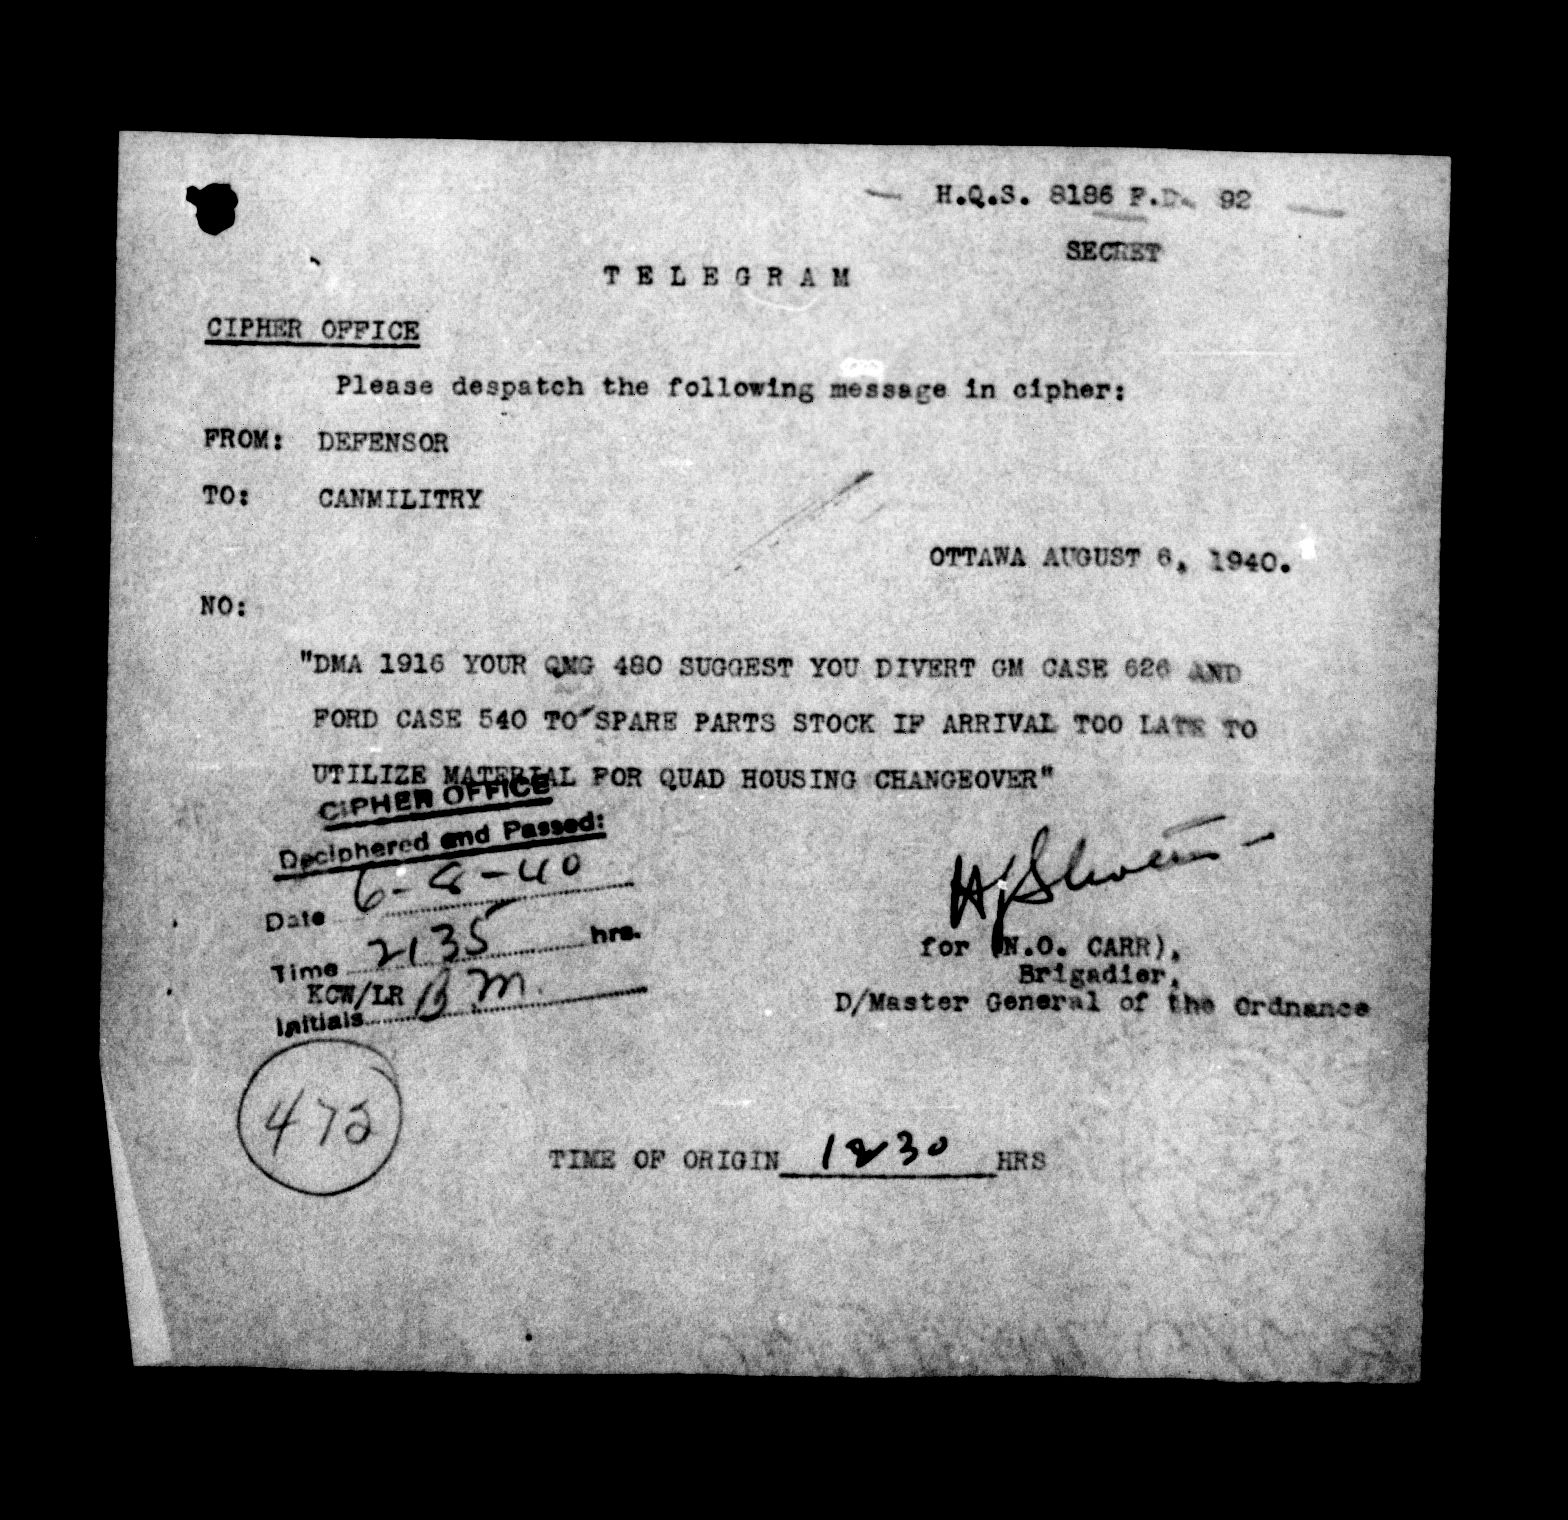 H.Q.S. 8186 F.D. 92
SECRET
TELEGRAM
CIPHER OFFICE
Please despatch the following message in cipher:
FROM: DEFENSOR
TO: CANMILITRY
OTTAWA AUGUST 6, 1940.
NO:
"DMA 1916 YOUR QMG 480 SUGGEST YOU DIVERT GM CASE 626 AND
FORD CASE 540 TO SPARE PARTS STOCK IF ARRIVAL TOO LATE TO
UTILIZE MATERIAL FOR QUAD HOUSING CHANGEOVER"
CIPHER OFFICE
Deciphered and Passed:
Date 6-8-40
Time 2135 hrs.
KCW/LR
Initials BM.
for (N.O. CARR),
Brigadier,
D/Master General of the Ordnance
472
TIME OF ORIGIN 1230 HRS